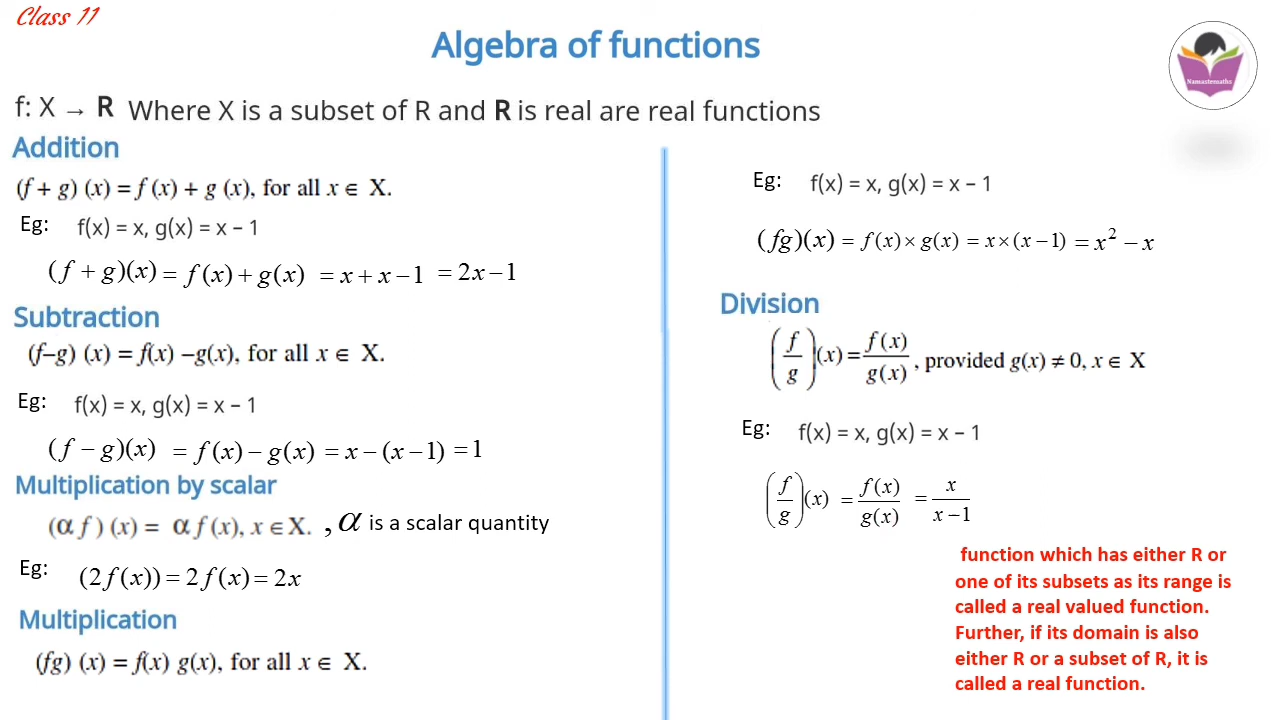 Class 11
Algebra of functions
Namastemaths
f: X → R Where X is a subset of R and R is real are real functions
Addition
(f + g) (x) = f (x) + g (x), for all x ∈ X.
Eg: f(x) = x, g(x) = x − 1
(f + g)(x) = f(x) + g(x) = x + x − 1 = 2x − 1
Subtraction
(f–g) (x) = f(x) –g(x), for all x ∈ X.
Eg: f(x) = x, g(x) = x − 1
(f − g)(x) = f(x) − g(x) = x − (x − 1) = 1
Multiplication by scalar
(α f ) (x) = α f (x), x ∈ X. , α is a scalar quantity
Eg: (2f(x)) = 2f(x) = 2x
Multiplication
(fg) (x) = f(x) g(x), for all x ∈ X.
Eg: f(x) = x, g(x) = x − 1
(fg)(x) = f(x) × g(x) = x × (x − 1) = x² − x
Division
(f/g)(x) = f(x)/g(x) , provided g(x) ≠ 0, x ∈ X
Eg: f(x) = x, g(x) = x − 1
(f/g)(x) = f(x)/g(x) = x/(x − 1)
function which has either R or
one of its subsets as its range is
called a real valued function.
Further, if its domain is also
either R or a subset of R, it is
called a real function.